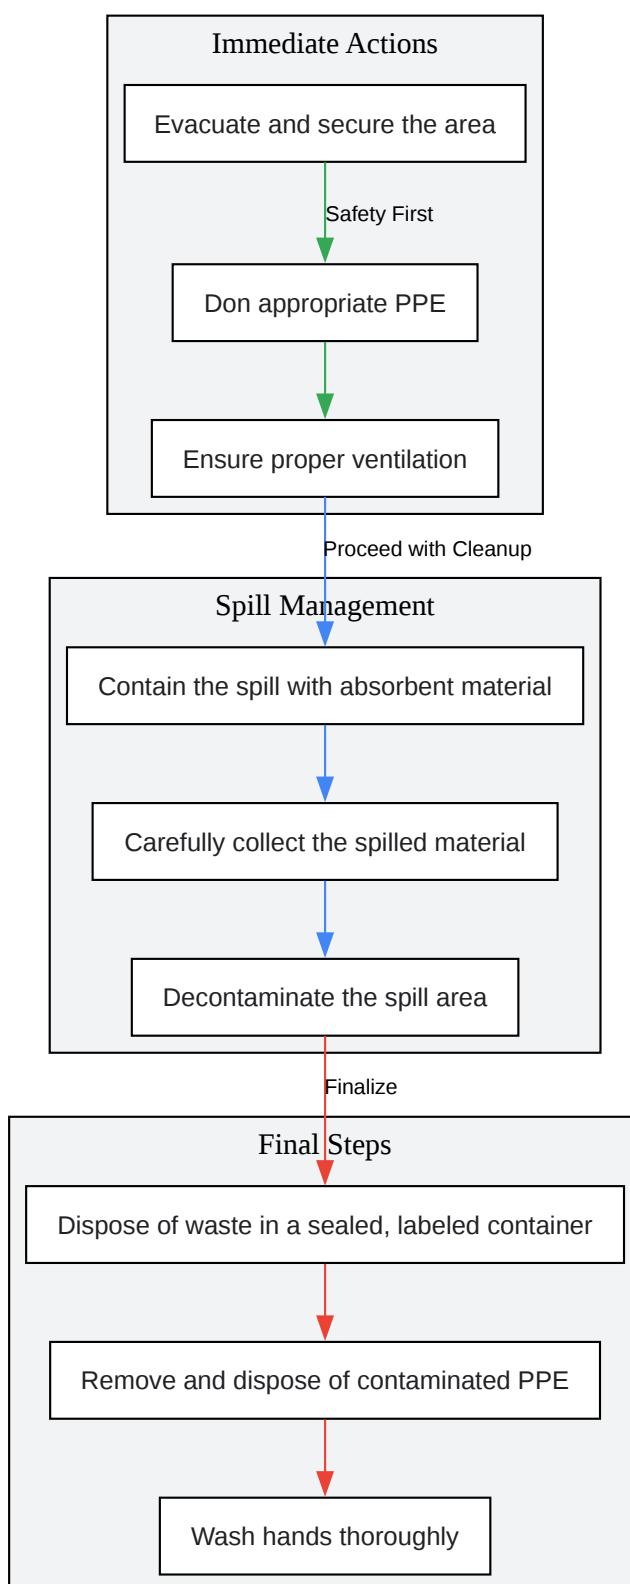 Immediate Actions
Evacuate and secure the area
Safety First
Don appropriate PPE
Ensure proper ventilation
Proceed with Cleanup
Spill Management
Contain the spill with absorbent material
Carefully collect the spilled material
Decontaminate the spill area
Finalize
Final Steps
Dispose of waste in a sealed, labeled container
Remove and dispose of contaminated PPE
Wash hands thoroughly